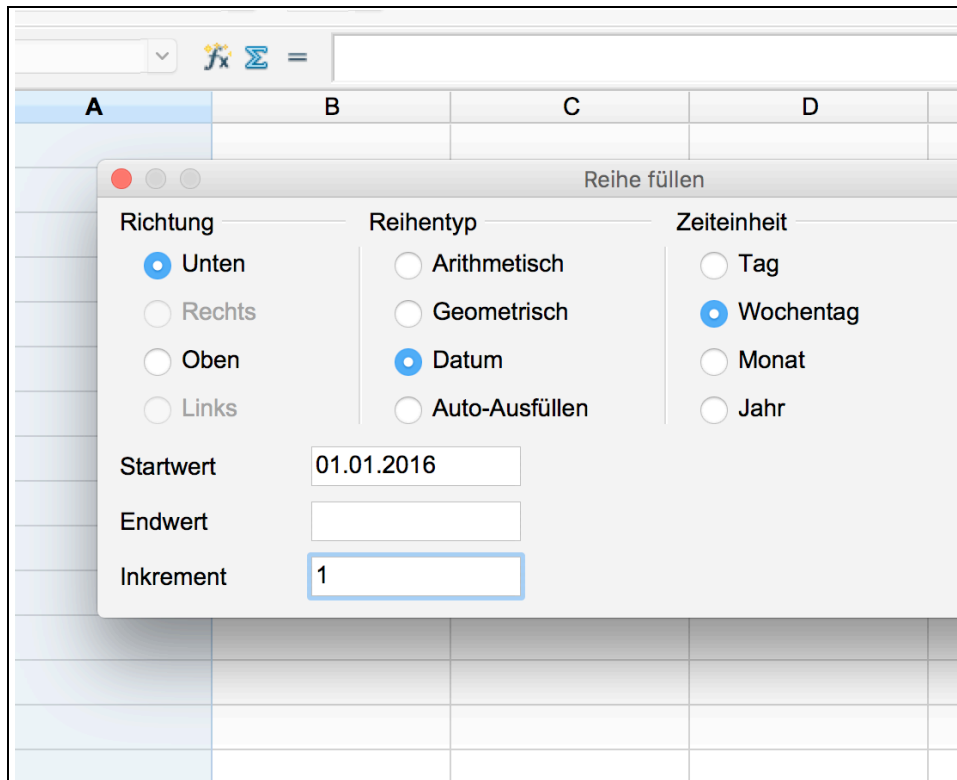 A B C D
Reihe füllen
Richtung Reihentyp Zeiteinheit
Unten Arithmetisch Tag
Rechts Geometrisch Wochentag
Oben Datum Monat
Links Auto-Ausfüllen Jahr
Startwert 01.01.2016
Endwert
Inkrement 1